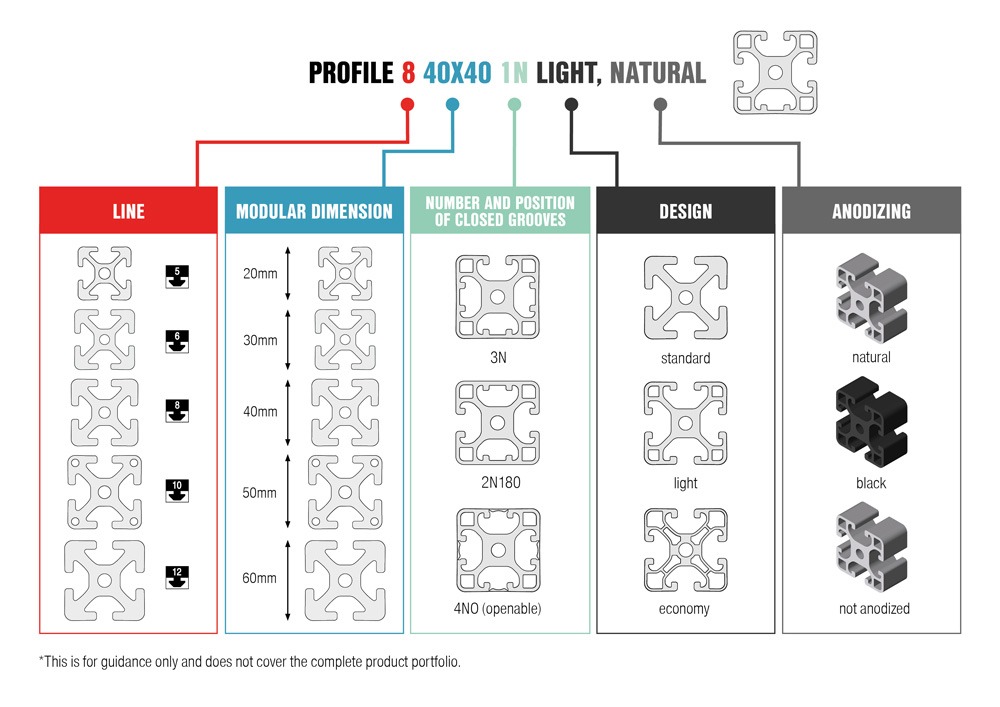 PROFILE 8 40X40 1N LIGHT, NATURAL
LINE
5
6
8
10
12
MODULAR DIMENSION
20mm
30mm
40mm
50mm
60mm
NUMBER AND POSITION
OF CLOSED GROOVES
3N
2N180
4NO (openable)
DESIGN
standard
light
economy
ANODIZING
natural
black
not anodized
*This is for guidance only and does not cover the complete product portfolio.